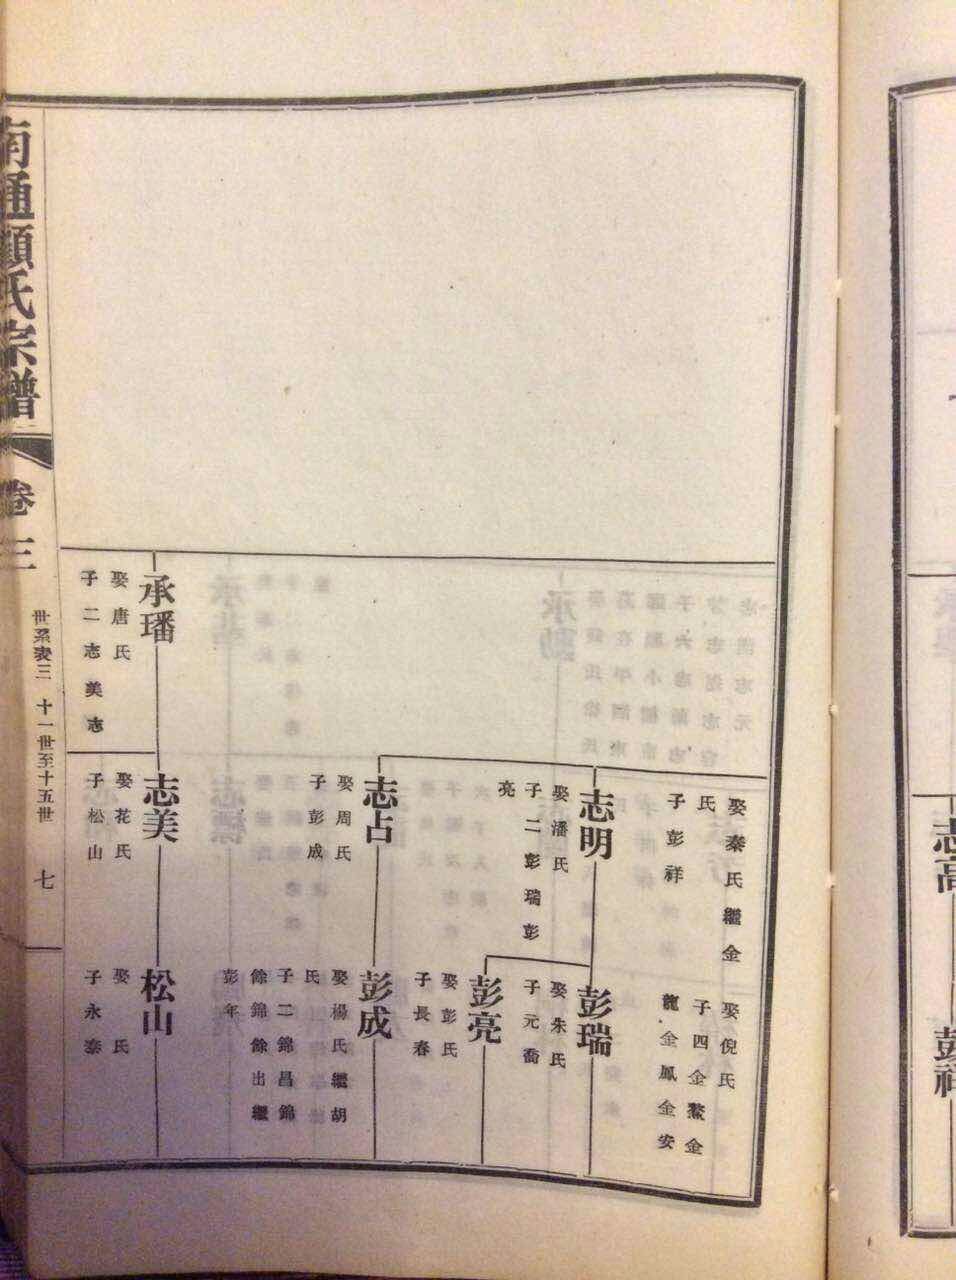 志高
彭祥
娶秦氏繼金
氏
子彭祥
娶倪氏
子四金鰲金
龍金鳳金安
志明
娶潘氏
子二彭瑞彭
亮
彭瑞
娶朱氏
子元喬
彭亮
娶彭氏
子長春
志占
娶周氏
子彭成
彭成
娶楊氏繼胡
氏
子二錦昌錦
餘錦餘出繼
彭年
承璠
娶唐氏
子二志美志
志美
娶花氏
子松山
松山
娶 氏
子永泰
南通顧氏宗譜
卷三
世系表三 十一世至十五世
七